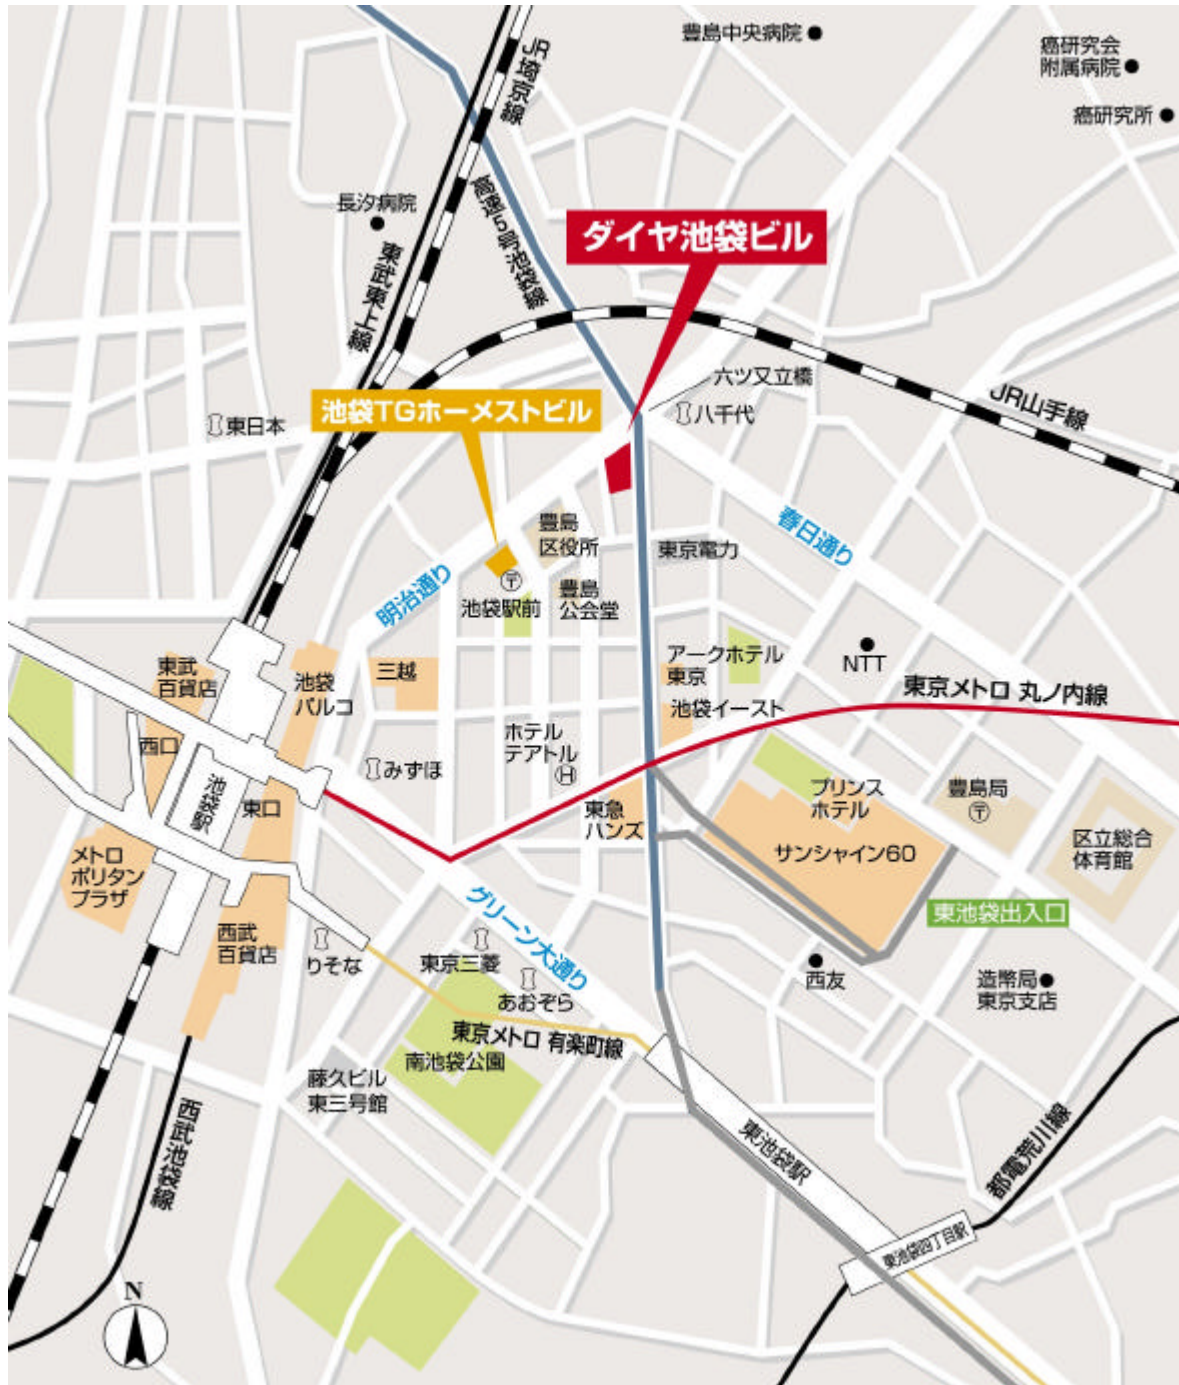 豊島中央病院
癌研究会
附属病院
癌研究所
JR埼京線
長汐病院
高速5号池袋線
東武東上線
ダイヤ池袋ビル
六ツ又立橋
八千代
JR山手線
池袋TGホーメストビル
東日本
春日通り
豊島
区役所
東京電力
明治通り
池袋駅前
豊島
公会堂
アークホテル
東京
NTT
東武
百貨店
池袋
パルコ
三越
東京メトロ 丸ノ内線
池袋イースト
ホテル
テアトル
H
西口
みずほ
池袋駅
東口
東急
ハンズ
プリンス
ホテル
豊島局
サンシャイン60
区立総合
体育館
メトロ
ポリタン
プラザ
グリーン大通り
東池袋出入口
西武
百貨店
りそな
東京三菱
あおぞら
西友
造幣局
東京支店
東京メトロ 有楽町線
南池袋公園
藤久ビル
東三号館
西武池袋線
東池袋駅
都電荒川線
東池袋四丁目駅
N